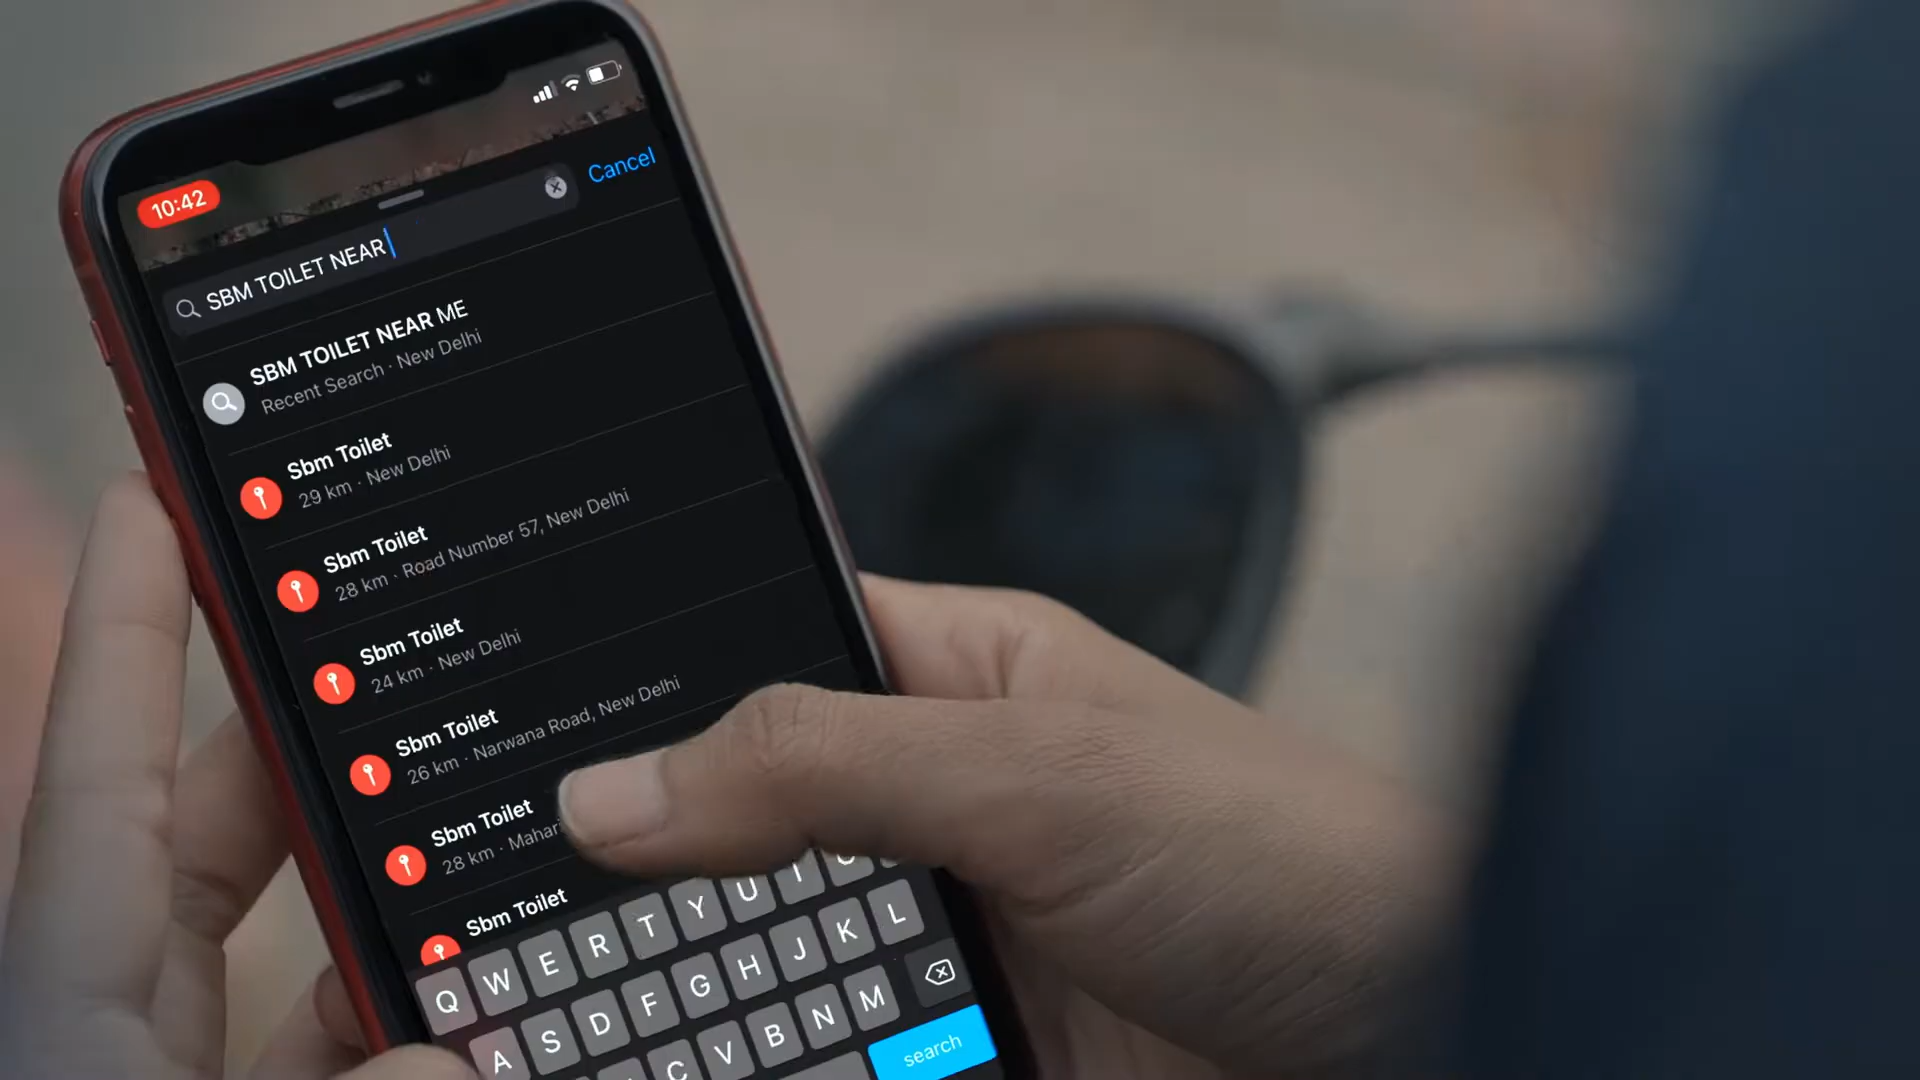 10:42
Cancel
SBM TOILET NEAR
SBM TOILET NEAR ME
Recent Search · New Delhi
Sbm Toilet
29 km · New Delhi
Sbm Toilet
28 km · Road Number 57, New Delhi
Sbm Toilet
24 km · New Delhi
Sbm Toilet
26 km · Narwana Road, New Delhi
Sbm Toilet
28 km ·
Sbm Toilet
Q W E R T Y U I
A S D F G H J K L
C V B N M
search